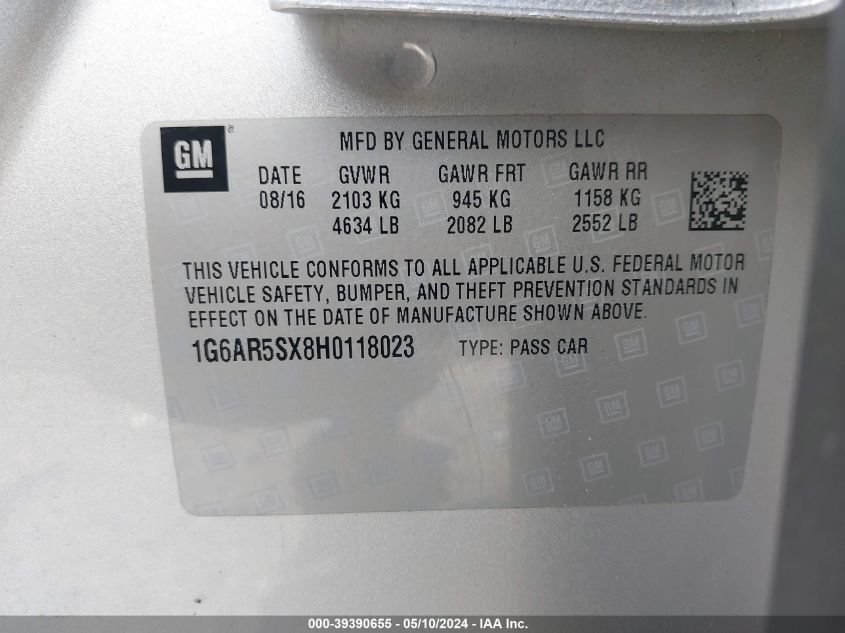 GM®
MFD BY GENERAL MOTORS LLC
DATE GVWR GAWR FRT GAWR RR
08/16 2103 KG 945 KG 1158 KG
4634 LB 2082 LB 2552 LB
THIS VEHICLE CONFORMS TO ALL APPLICABLE U.S. FEDERAL MOTOR
VEHICLE SAFETY, BUMPER, AND THEFT PREVENTION STANDARDS IN
EFFECT ON THE DATE OF MANUFACTURE SHOWN ABOVE.
1G6AR5SX8H0118023 TYPE: PASS CAR
000-39390655 - 05/10/2024 - IAA Inc.